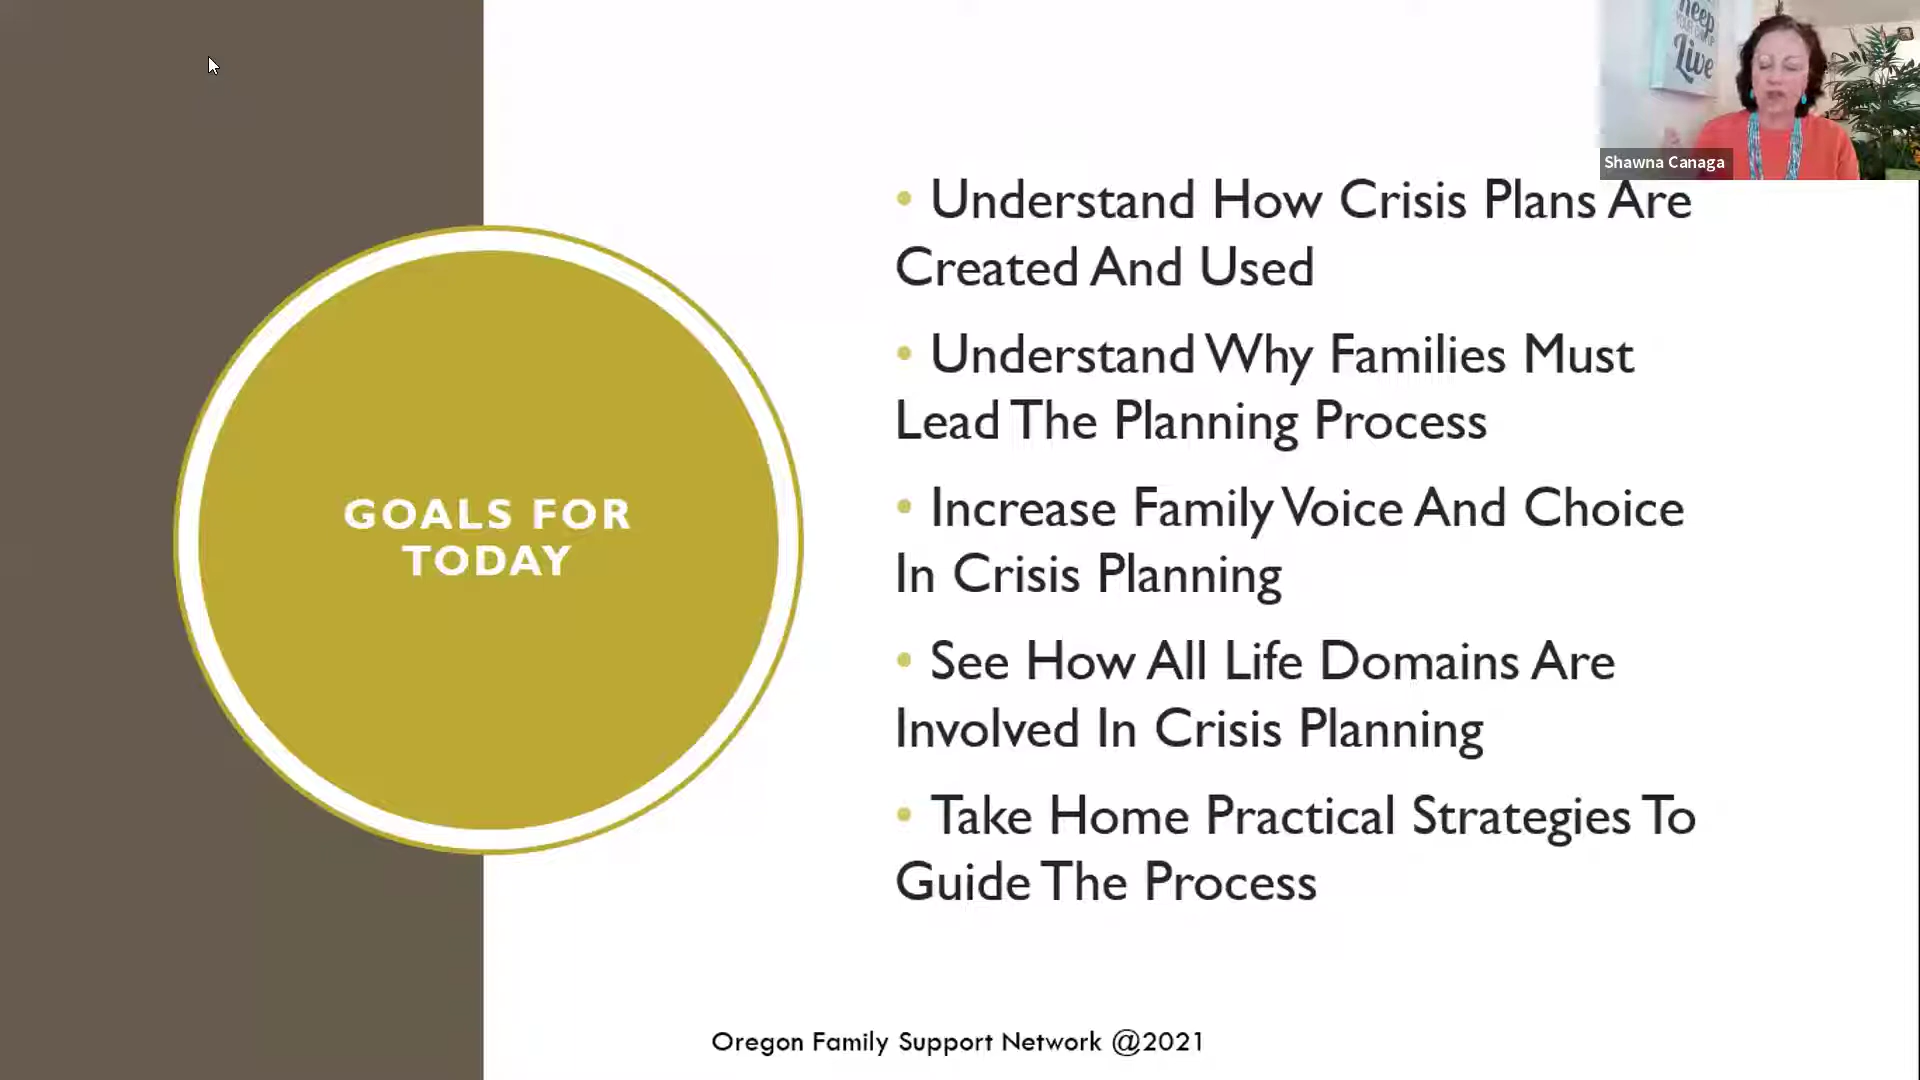 keep
Live
Shawna Canaga
• Understand How Crisis Plans Are
Created And Used
• Understand Why Families Must
Lead The Planning Process
• Increase Family Voice And Choice
In Crisis Planning
• See How All Life Domains Are
Involved In Crisis Planning
• Take Home Practical Strategies To
Guide The Process
GOALS FOR
TODAY
Oregon Family Support Network @2021